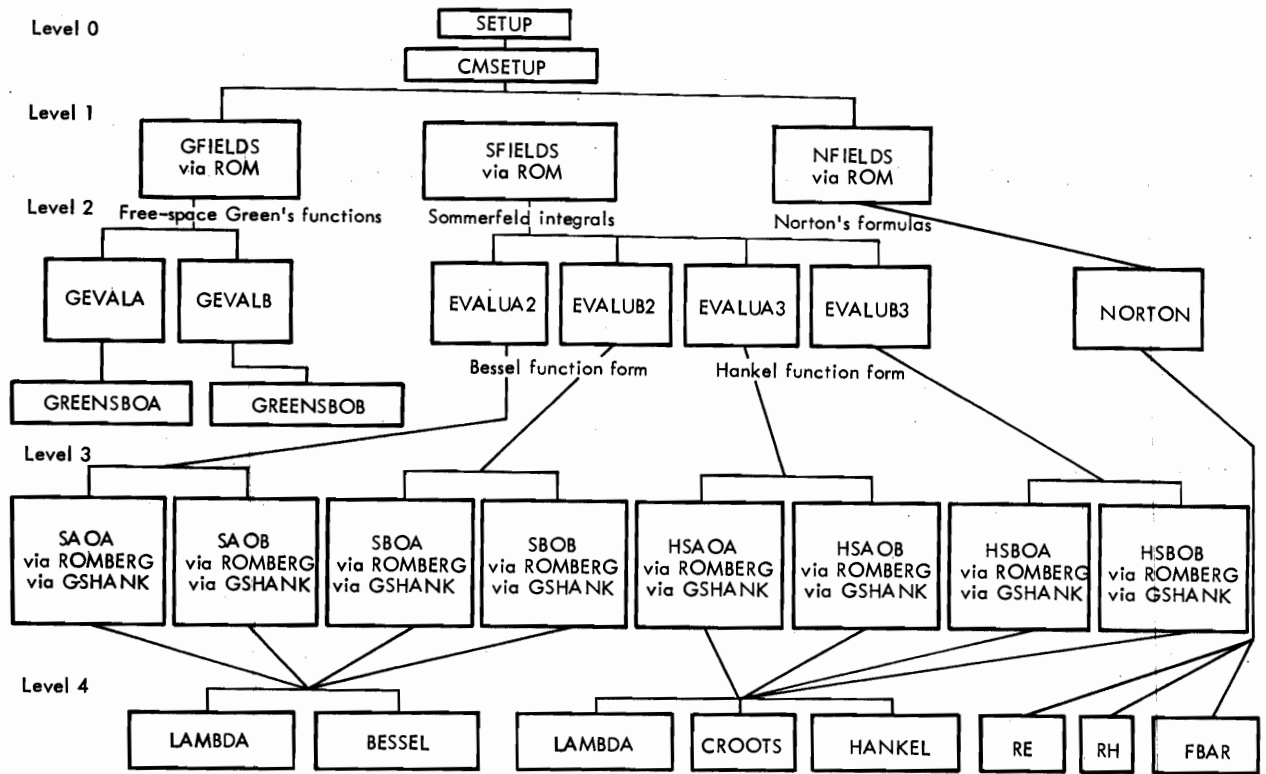 Level 0
SETUP
CMSETUP
Level 1
GFIELDS
via ROM
SFIELDS
via ROM
NFIELDS
via ROM
Level 2
Free-space Green's functions
Sommerfeld integrals
Norton's formulas
GEVALA
GEVALB
EVALUA2
EVALUB2
EVALUA3
EVALUB3
NORTON
Bessel function form
Hankel function form
GREENSBOA
GREENSBOB
Level 3
SAOA
via ROMBERG
via GSHANK
SAOB
via ROMBERG
via GSHANK
SBOA
via ROMBERG
via GSHANK
SBOB
via ROMBERG
via GSHANK
HSAOA
via ROMBERG
via GSHANK
HSAOB
via ROMBERG
via GSHANK
HSBOA
via ROMBERG
via GSHANK
HSBOB
via ROMBERG
via GSHANK
Level 4
LAMBDA
BESSEL
LAMBDA
CROOTS
HANKEL
RE
RH
FBAR